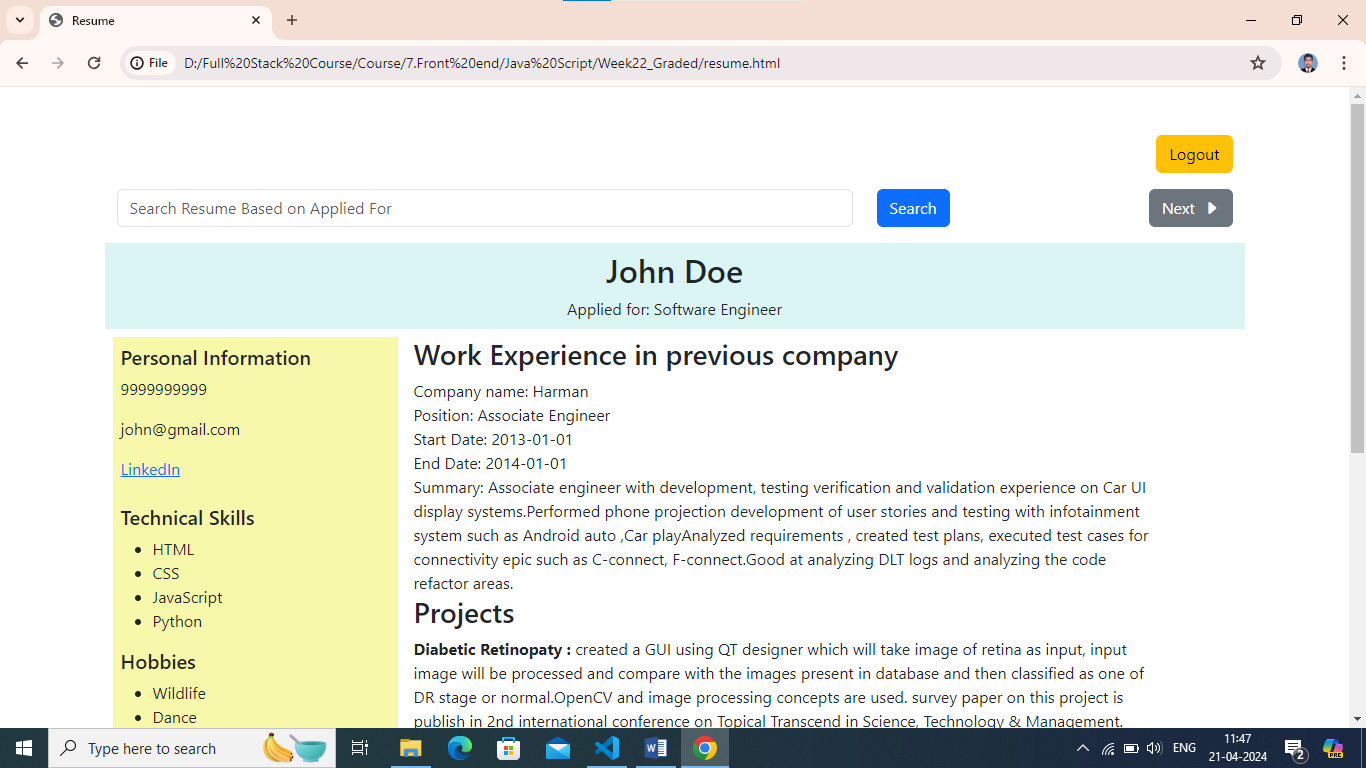 Resume
File
D:/Full%20Stack%20Course/Course/7.Front%20end/Java%20Script/Week22_Graded/resume.html
Logout
Search Resume Based on Applied For
Search
Next
John Doe
Applied for: Software Engineer
Personal Information
9999999999
john@gmail.com
LinkedIn
Technical Skills
HTML
CSS
JavaScript
Python
Hobbies
Wildlife
Dance
Work Experience in previous company
Company name: Harman
Position: Associate Engineer
Start Date: 2013-01-01
End Date: 2014-01-01
Summary: Associate engineer with development, testing verification and validation experience on Car UI
display systems.Performed phone projection development of user stories and testing with infotainment
system such as Android auto ,Car playAnalyzed requirements , created test plans, executed test cases for
connectivity epic such as C-connect, F-connect.Good at analyzing DLT logs and analyzing the code
refactor areas.
Projects
Diabetic Retinopaty : created a GUI using QT designer which will take image of retina as input, input
image will be processed and compare with the images present in database and then classified as one of
DR stage or normal.OpenCV and image processing concepts are used. survey paper on this project is
publish in 2nd international conference on Topical Transcend in Science, Technology & Management.
Type here to search
ENG
11:47
21-04-2024
2
PRE